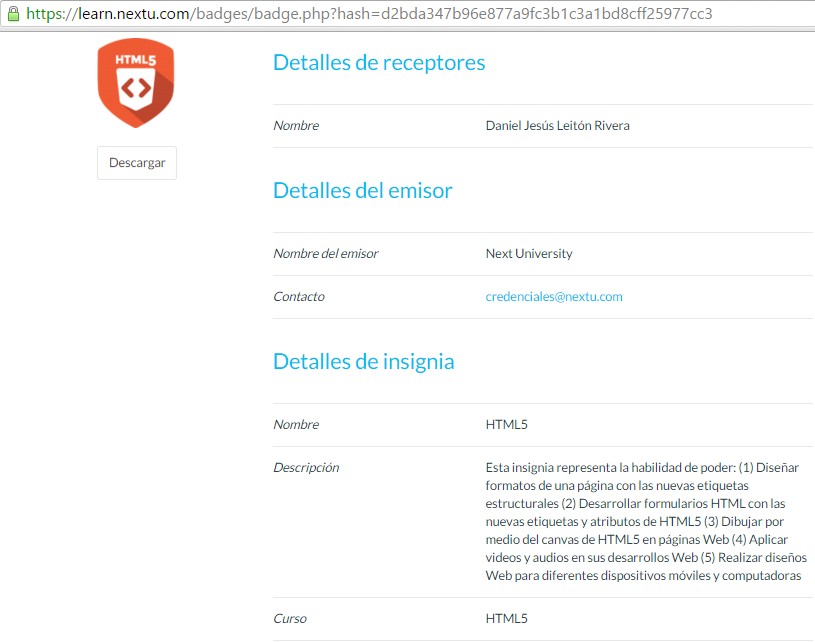 https://learn.nextu.com/badges/badge.php?hash=d2bda347b96e877a9fc3b1c3a1bd8cff25977cc3
HTML5
Descargar
Detalles de receptores
Nombre Daniel Jesús Leitón Rivera
Detalles del emisor
Nombre del emisor Next University
Contacto credenciales@nextu.com
Detalles de insignia
Nombre HTML5
Descripción Esta insignia representa la habilidad de poder: (1) Diseñar
formatos de una página con las nuevas etiquetas
estructurales (2) Desarrollar formularios HTML con las
nuevas etiquetas y atributos de HTML5 (3) Dibujar por
medio del canvas de HTML5 en páginas Web (4) Aplicar
videos y audios en sus desarrollos Web (5) Realizar diseños
Web para diferentes dispositivos móviles y computadoras
Curso HTML5